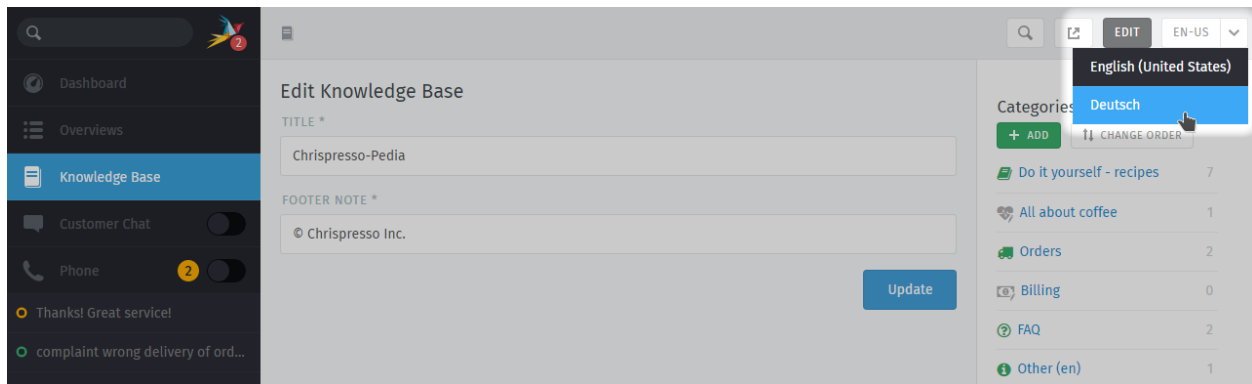 2
EDIT
EN-US
English (United States)
Deutsch
Dashboard
Overviews
Knowledge Base
Customer Chat
Phone
2
Thanks! Great service!
complaint wrong delivery of ord...
Edit Knowledge Base
TITLE *
Chrispresso-Pedia
FOOTER NOTE *
© Chrispresso Inc.
Update
Categories
+ ADD
CHANGE ORDER
Do it yourself - recipes 7
All about coffee 1
Orders 2
Billing 0
FAQ 2
Other (en) 1